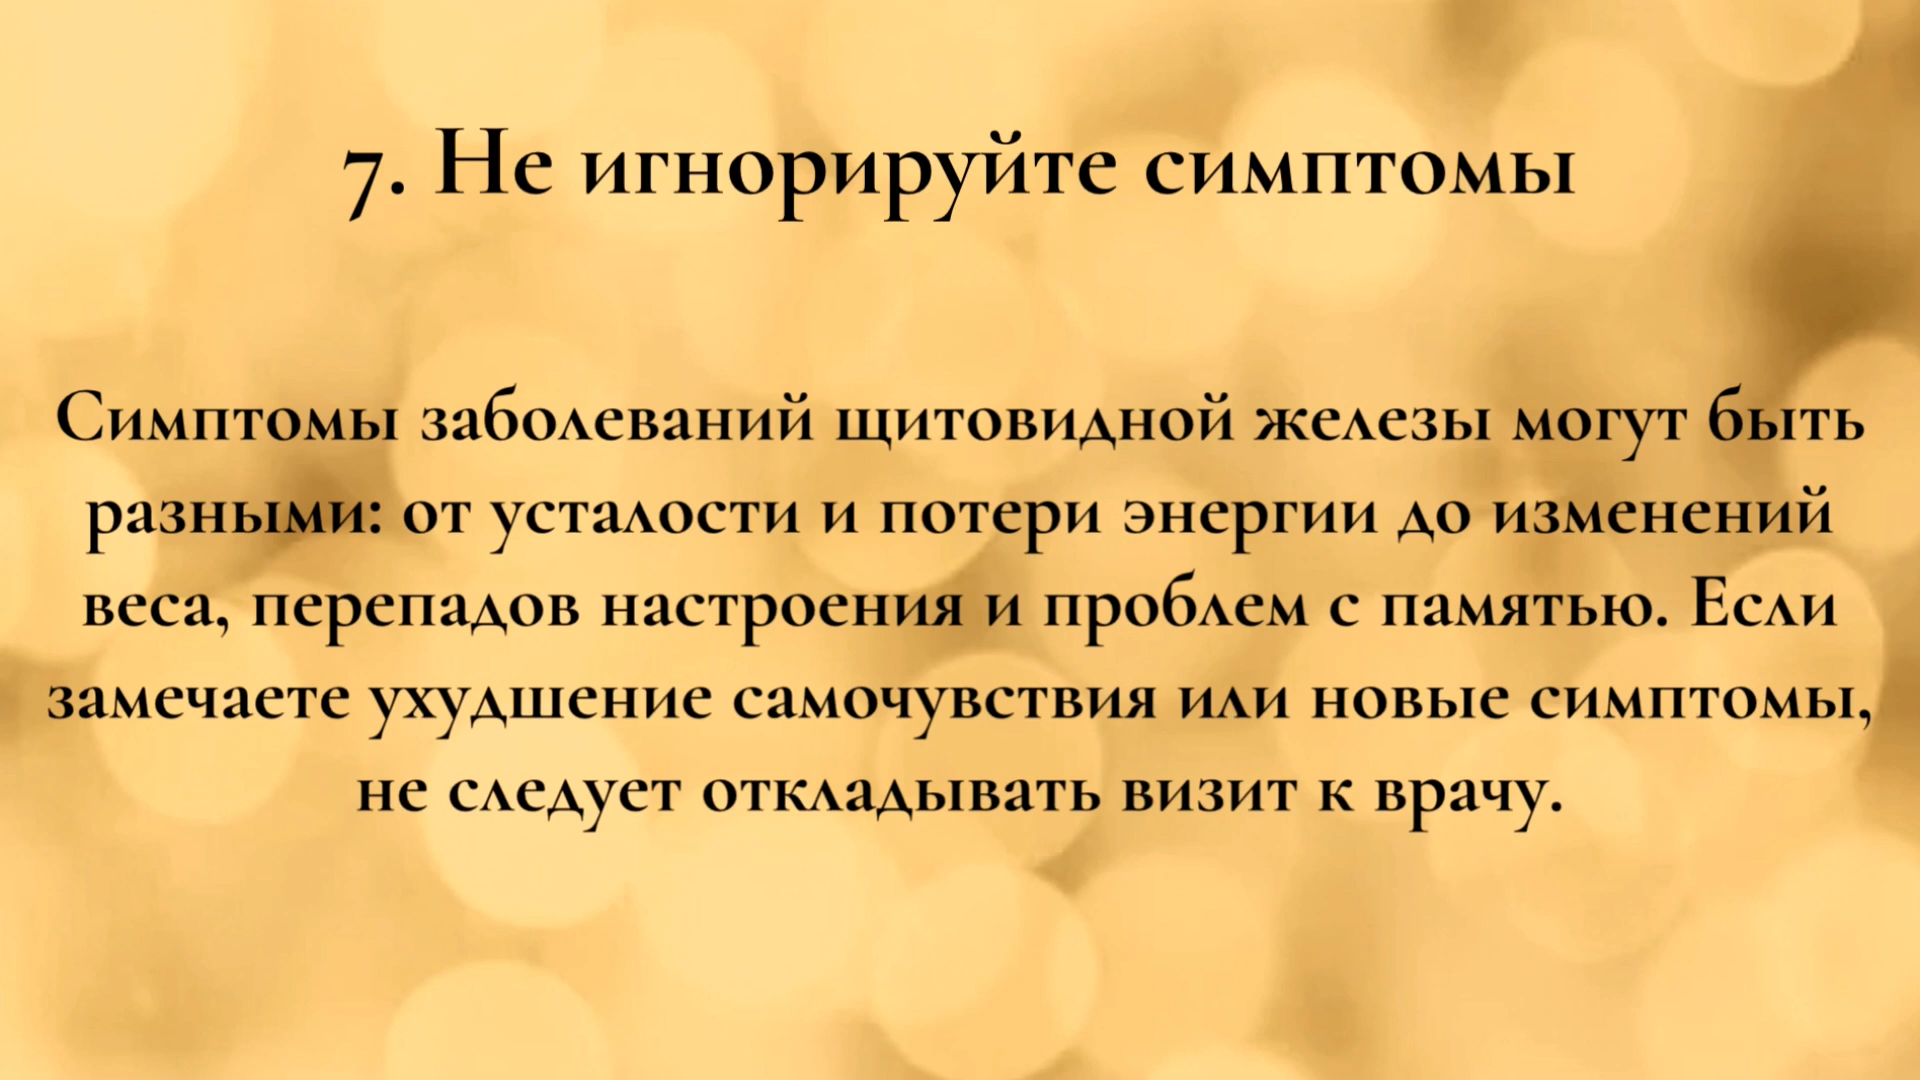 7. Не игнорируйте симптомы
Симптомы заболеваний щитовидной железы могут быть
разными: от усталости и потери энергии до изменений
веса, перепадов настроения и проблем с памятью. Если
замечаете ухудшение самочувствия или новые симптомы,
не следует откладывать визит к врачу.